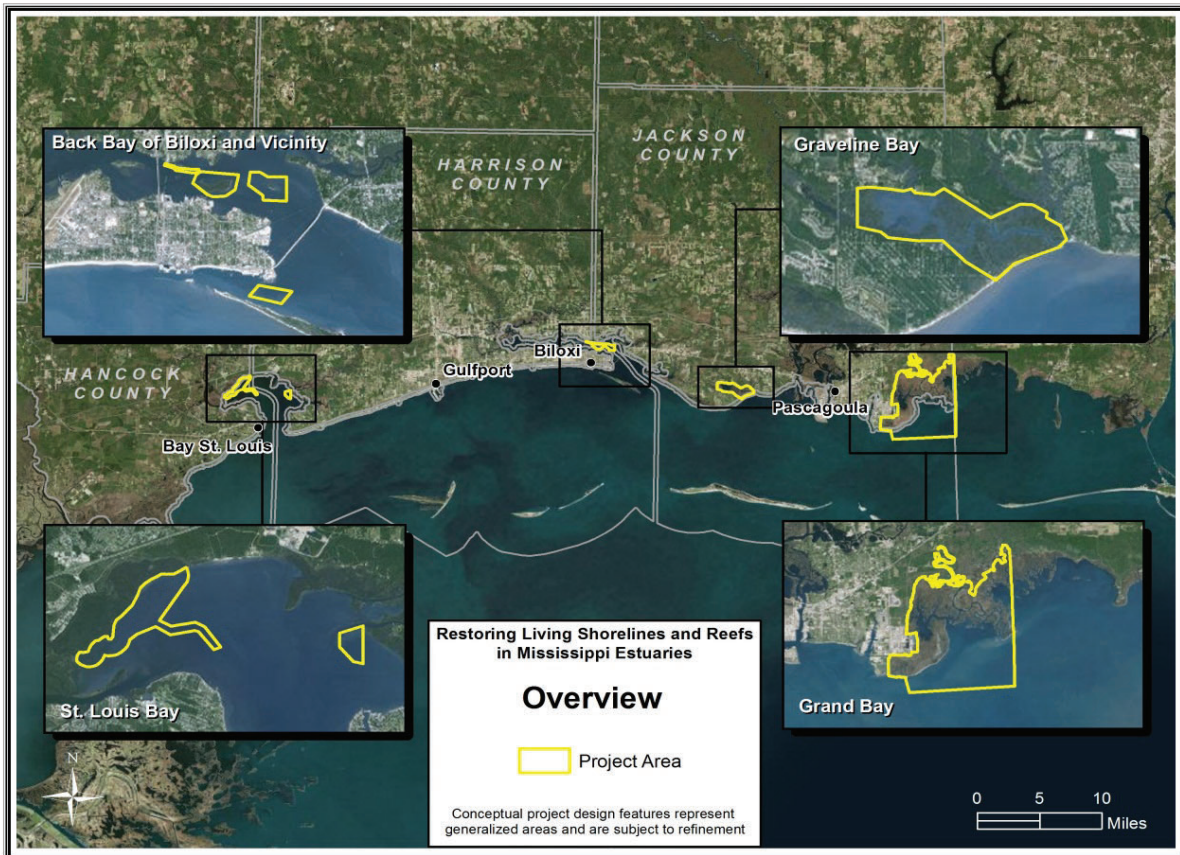 Back Bay of Biloxi and Vicinity
HARRISON
COUNTY
JACKSON
COUNTY
Graveline Bay
HANCOCK
COUNTY
Biloxi
Gulfport
Pascagoula
Bay St. Louis
St. Louis Bay
Restoring Living Shorelines and Reefs
in Mississippi Estuaries
Overview
Project Area
Conceptual project design features represent
generalized areas and are subject to refinement
Grand Bay
N
0 5 10
Miles